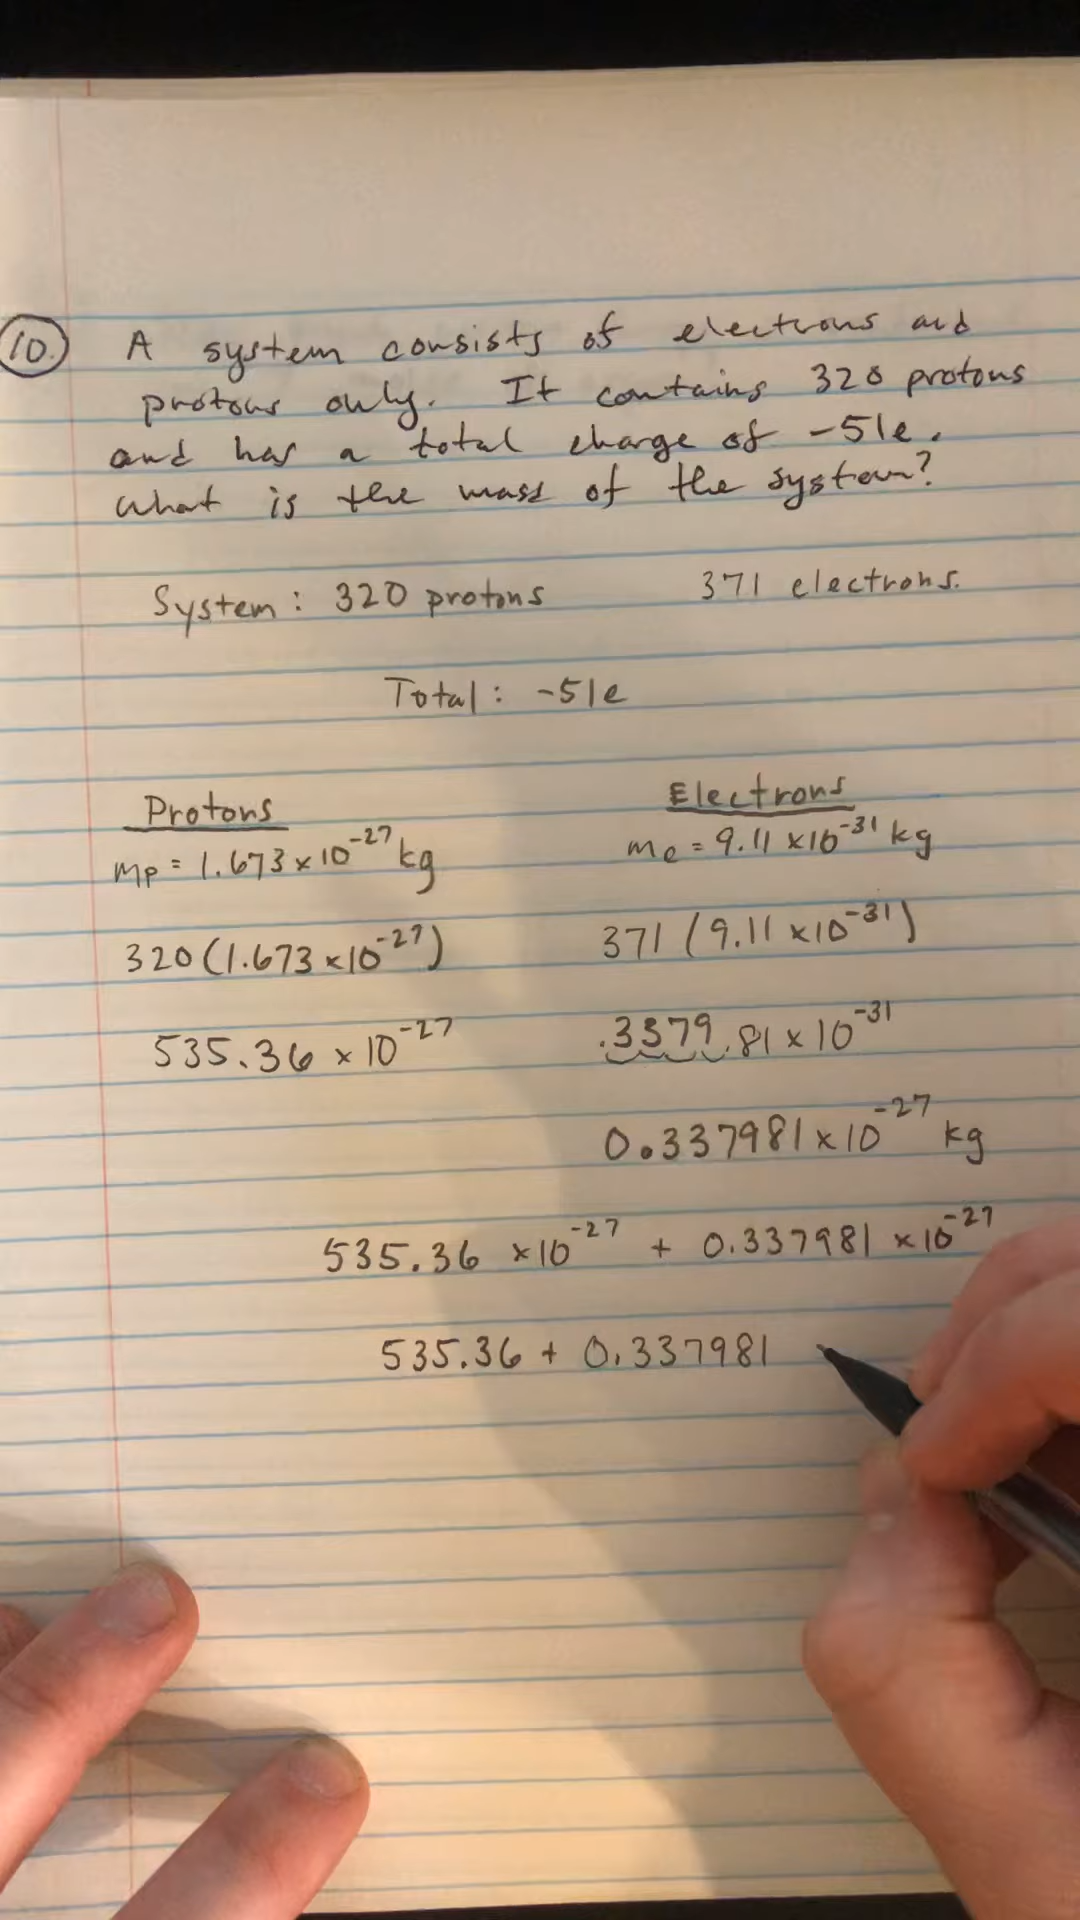 10. A system consists of electrons and
protons only. It contains 320 protons
and has a total charge of -51e.
What is the mass of the system?
System: 320 protons 371 electrons.
Total: -51e
Protons Electrons
mp = 1.673 x 10^-27 kg me = 9.11 x 10^-31 kg
320 (1.673 x 10^-27) 371 (9.11 x 10^-31)
535.36 x 10^-27 .3379.81 x 10^-31
0.337981 x 10^-27 kg
535.36 x 10^-27 + 0.337981 x 10^-27
535.36 + 0.337981